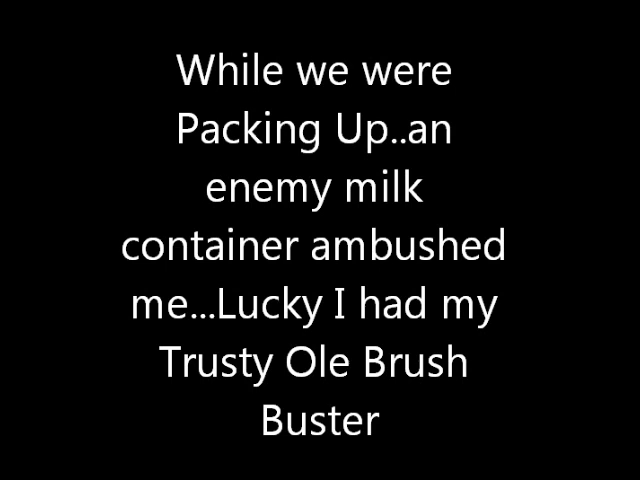 While we were
Packing Up..an
enemy milk
container ambushed
me...Lucky I had my
Trusty Ole Brush
Buster